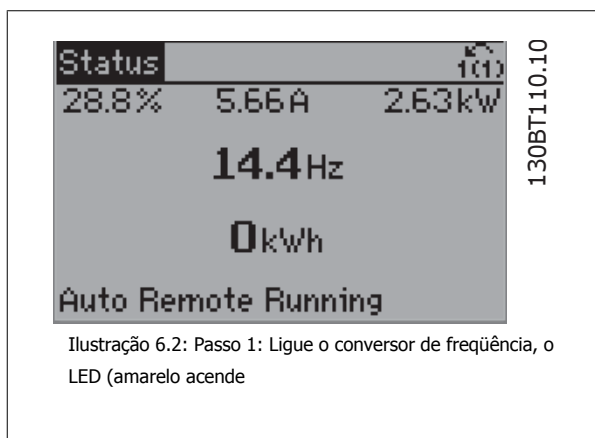 Status 1(1)
28.8% 5.66A 2.63kW
14.4Hz
0kWh
Auto Remote Running
130BT110.10
Ilustração 6.2: Passo 1: Ligue o conversor de freqüência, o
LED (amarelo acende